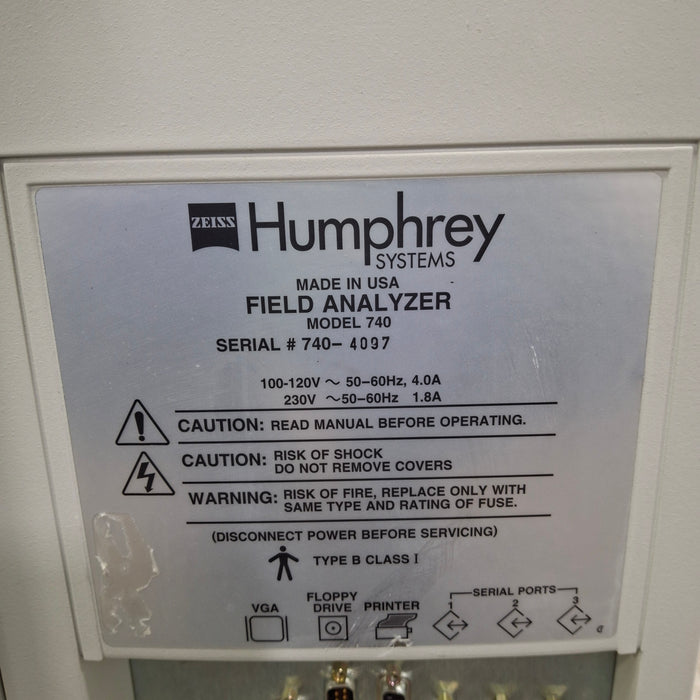 ZEISS Humphrey
SYSTEMS
MADE IN USA
FIELD ANALYZER
MODEL 740
SERIAL # 740- 4097
100-120V ~ 50-60Hz, 4.0A
230V ~50-60Hz 1.8A
CAUTION: READ MANUAL BEFORE OPERATING.
CAUTION: RISK OF SHOCK
DO NOT REMOVE COVERS
WARNING: RISK OF FIRE, REPLACE ONLY WITH
SAME TYPE AND RATING OF FUSE.
(DISCONNECT POWER BEFORE SERVICING)
TYPE B CLASS I
VGA
FLOPPY
DRIVE
PRINTER
SERIAL PORTS
1 2 3